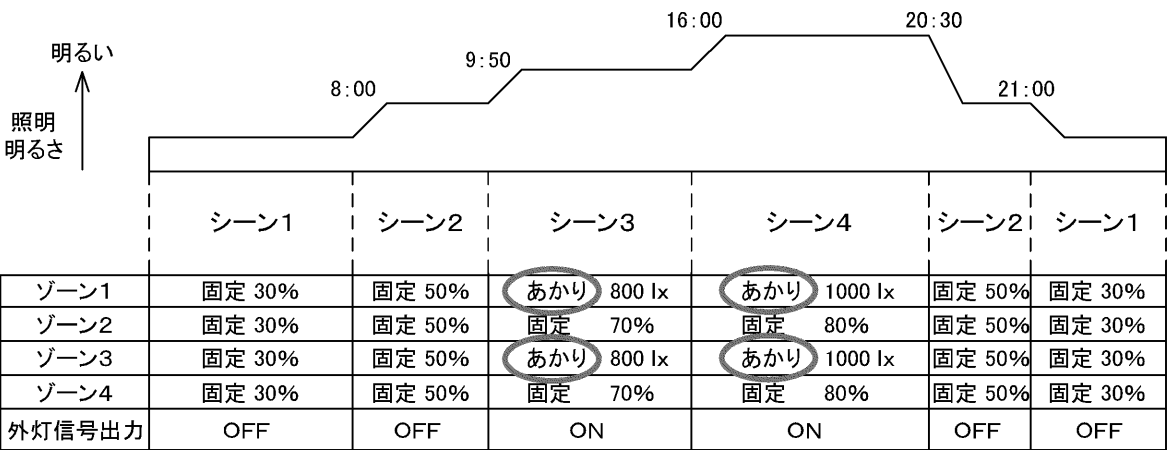 16:00 20:30
明るい
9:50
8:00 21:00
照明
明るさ
シーン1 シーン2 シーン3 シーン4 シーン2 シーン1
ゾーン1 固定 30% 固定 50% あかり 800 lx あかり 1000 lx 固定 50% 固定 30%
ゾーン2 固定 30% 固定 50% 固定 70% 固定 80% 固定 50% 固定 30%
ゾーン3 固定 30% 固定 50% あかり 800 lx あかり 1000 lx 固定 50% 固定 30%
ゾーン4 固定 30% 固定 50% 固定 70% 固定 80% 固定 50% 固定 30%
外灯信号出力 OFF OFF ON ON OFF OFF